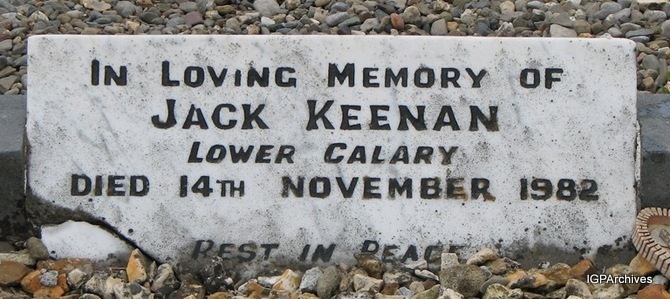 In Loving Memory of
Jack Keenan
Lower Calary
Died 14th November 1982
Rest in Peace
IGPArchives